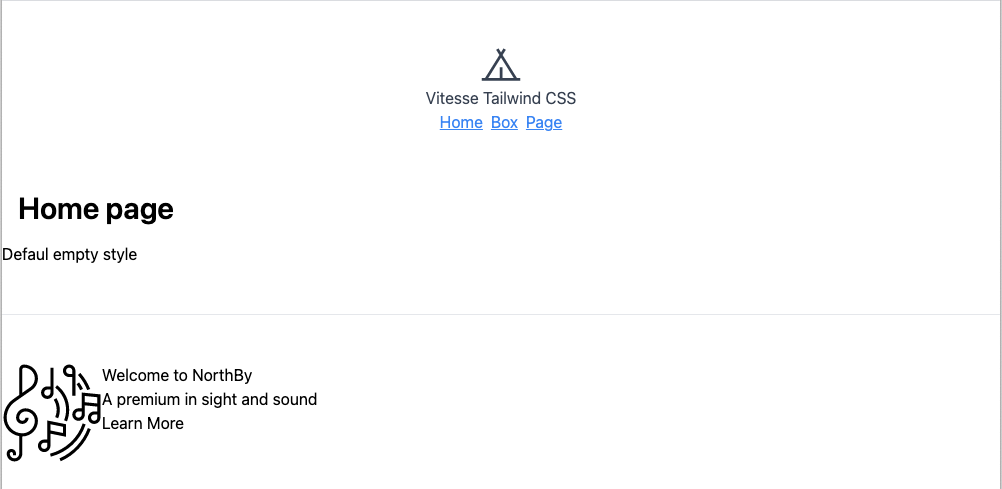 Vitesse Tailwind CSS
Home Box Page
Home page
Defaul empty style
Welcome to NorthBy
A premium in sight and sound
Learn More